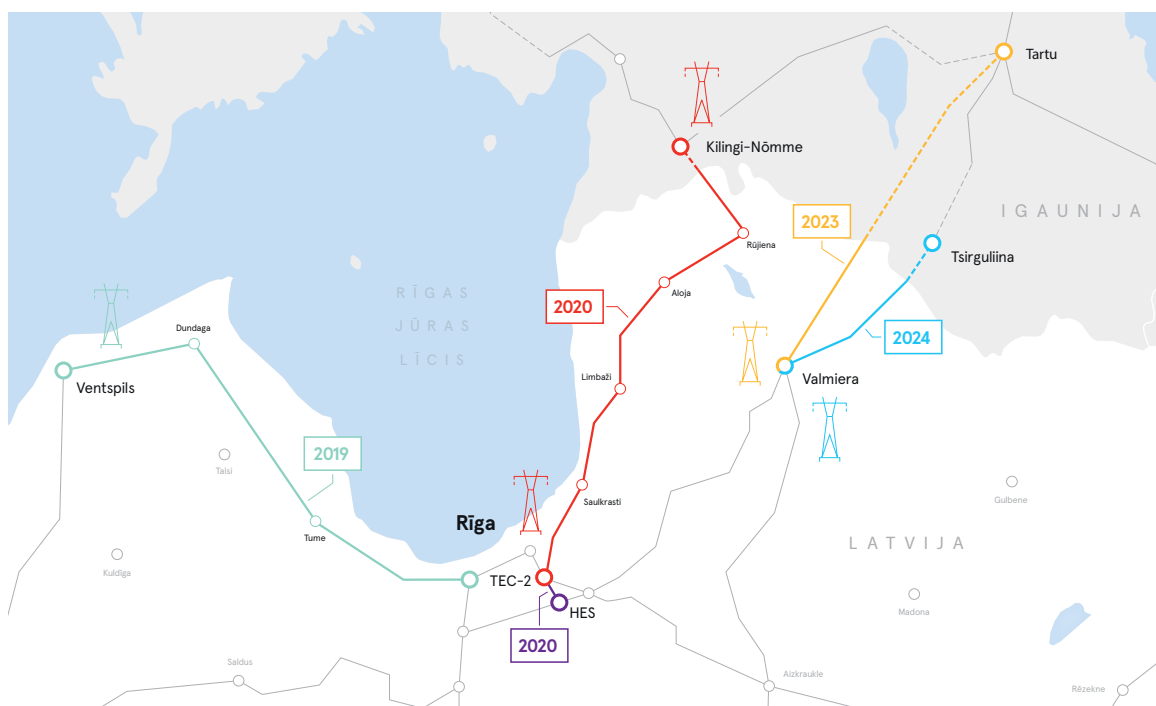 Tartu
Kilingi-Nõmme
IGAUNIJA
2023
Rūjiena
Tsirguliina
Aloja
RĪGAS
JŪRAS
LĪCIS
2020
Dundaga
2024
Ventspils
Limbaži
Valmiera
2019
Talsi
Gulbene
Saulkrasti
Rīga
Tume
LATVIJA
Kuldīga
TEC-2
HES
Madona
2020
Saldus
Aizkraukle
Rēzekne